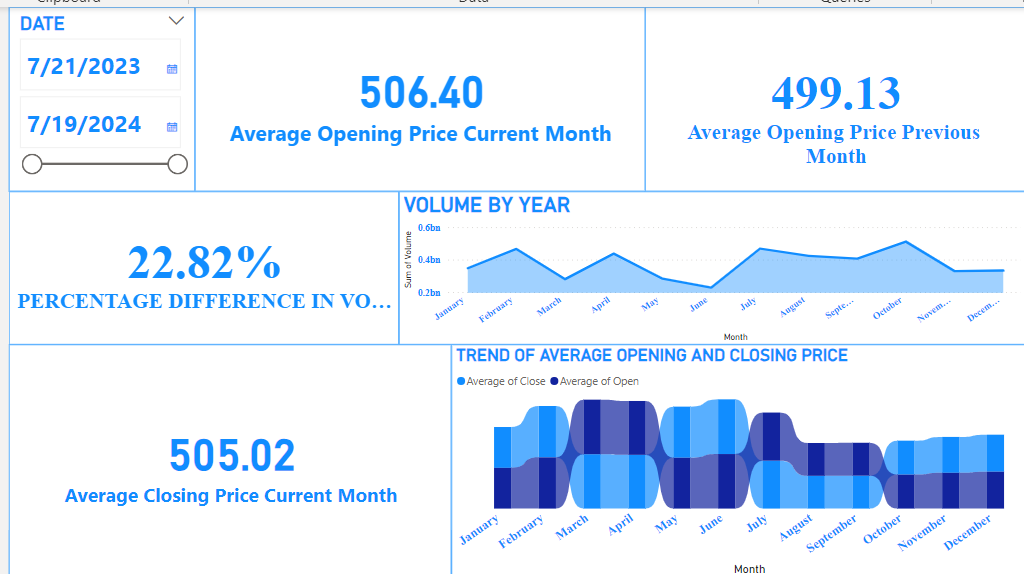 Clipboard
Data
Queries
DATE
7/21/2023
7/19/2024
506.40
Average Opening Price Current Month
499.13
Average Opening Price Previous
Month
22.82%
PERCENTAGE DIFFERENCE IN VO...
VOLUME BY YEAR
Sum of Volume
0.6bn
0.4bn
0.2bn
January
February
March
April
May
June
July
August
Septe...
October
Novem...
Decem...
Month
505.02
Average Closing Price Current Month
TREND OF AVERAGE OPENING AND CLOSING PRICE
Average of Close Average of Open
January
February
March
April
May
June
July
August
September
October
November
December
Month